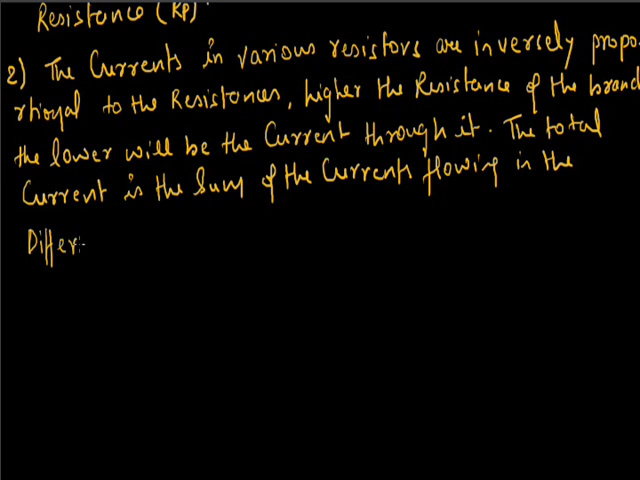 Resistance (RP)
2) The Currents in various resistors are inversely propo-
rtional to the Resistances, higher the Resistance of the branch
the lower will be the Current through it. The total
Current is the Sum of the Currents flowing in the
Differ